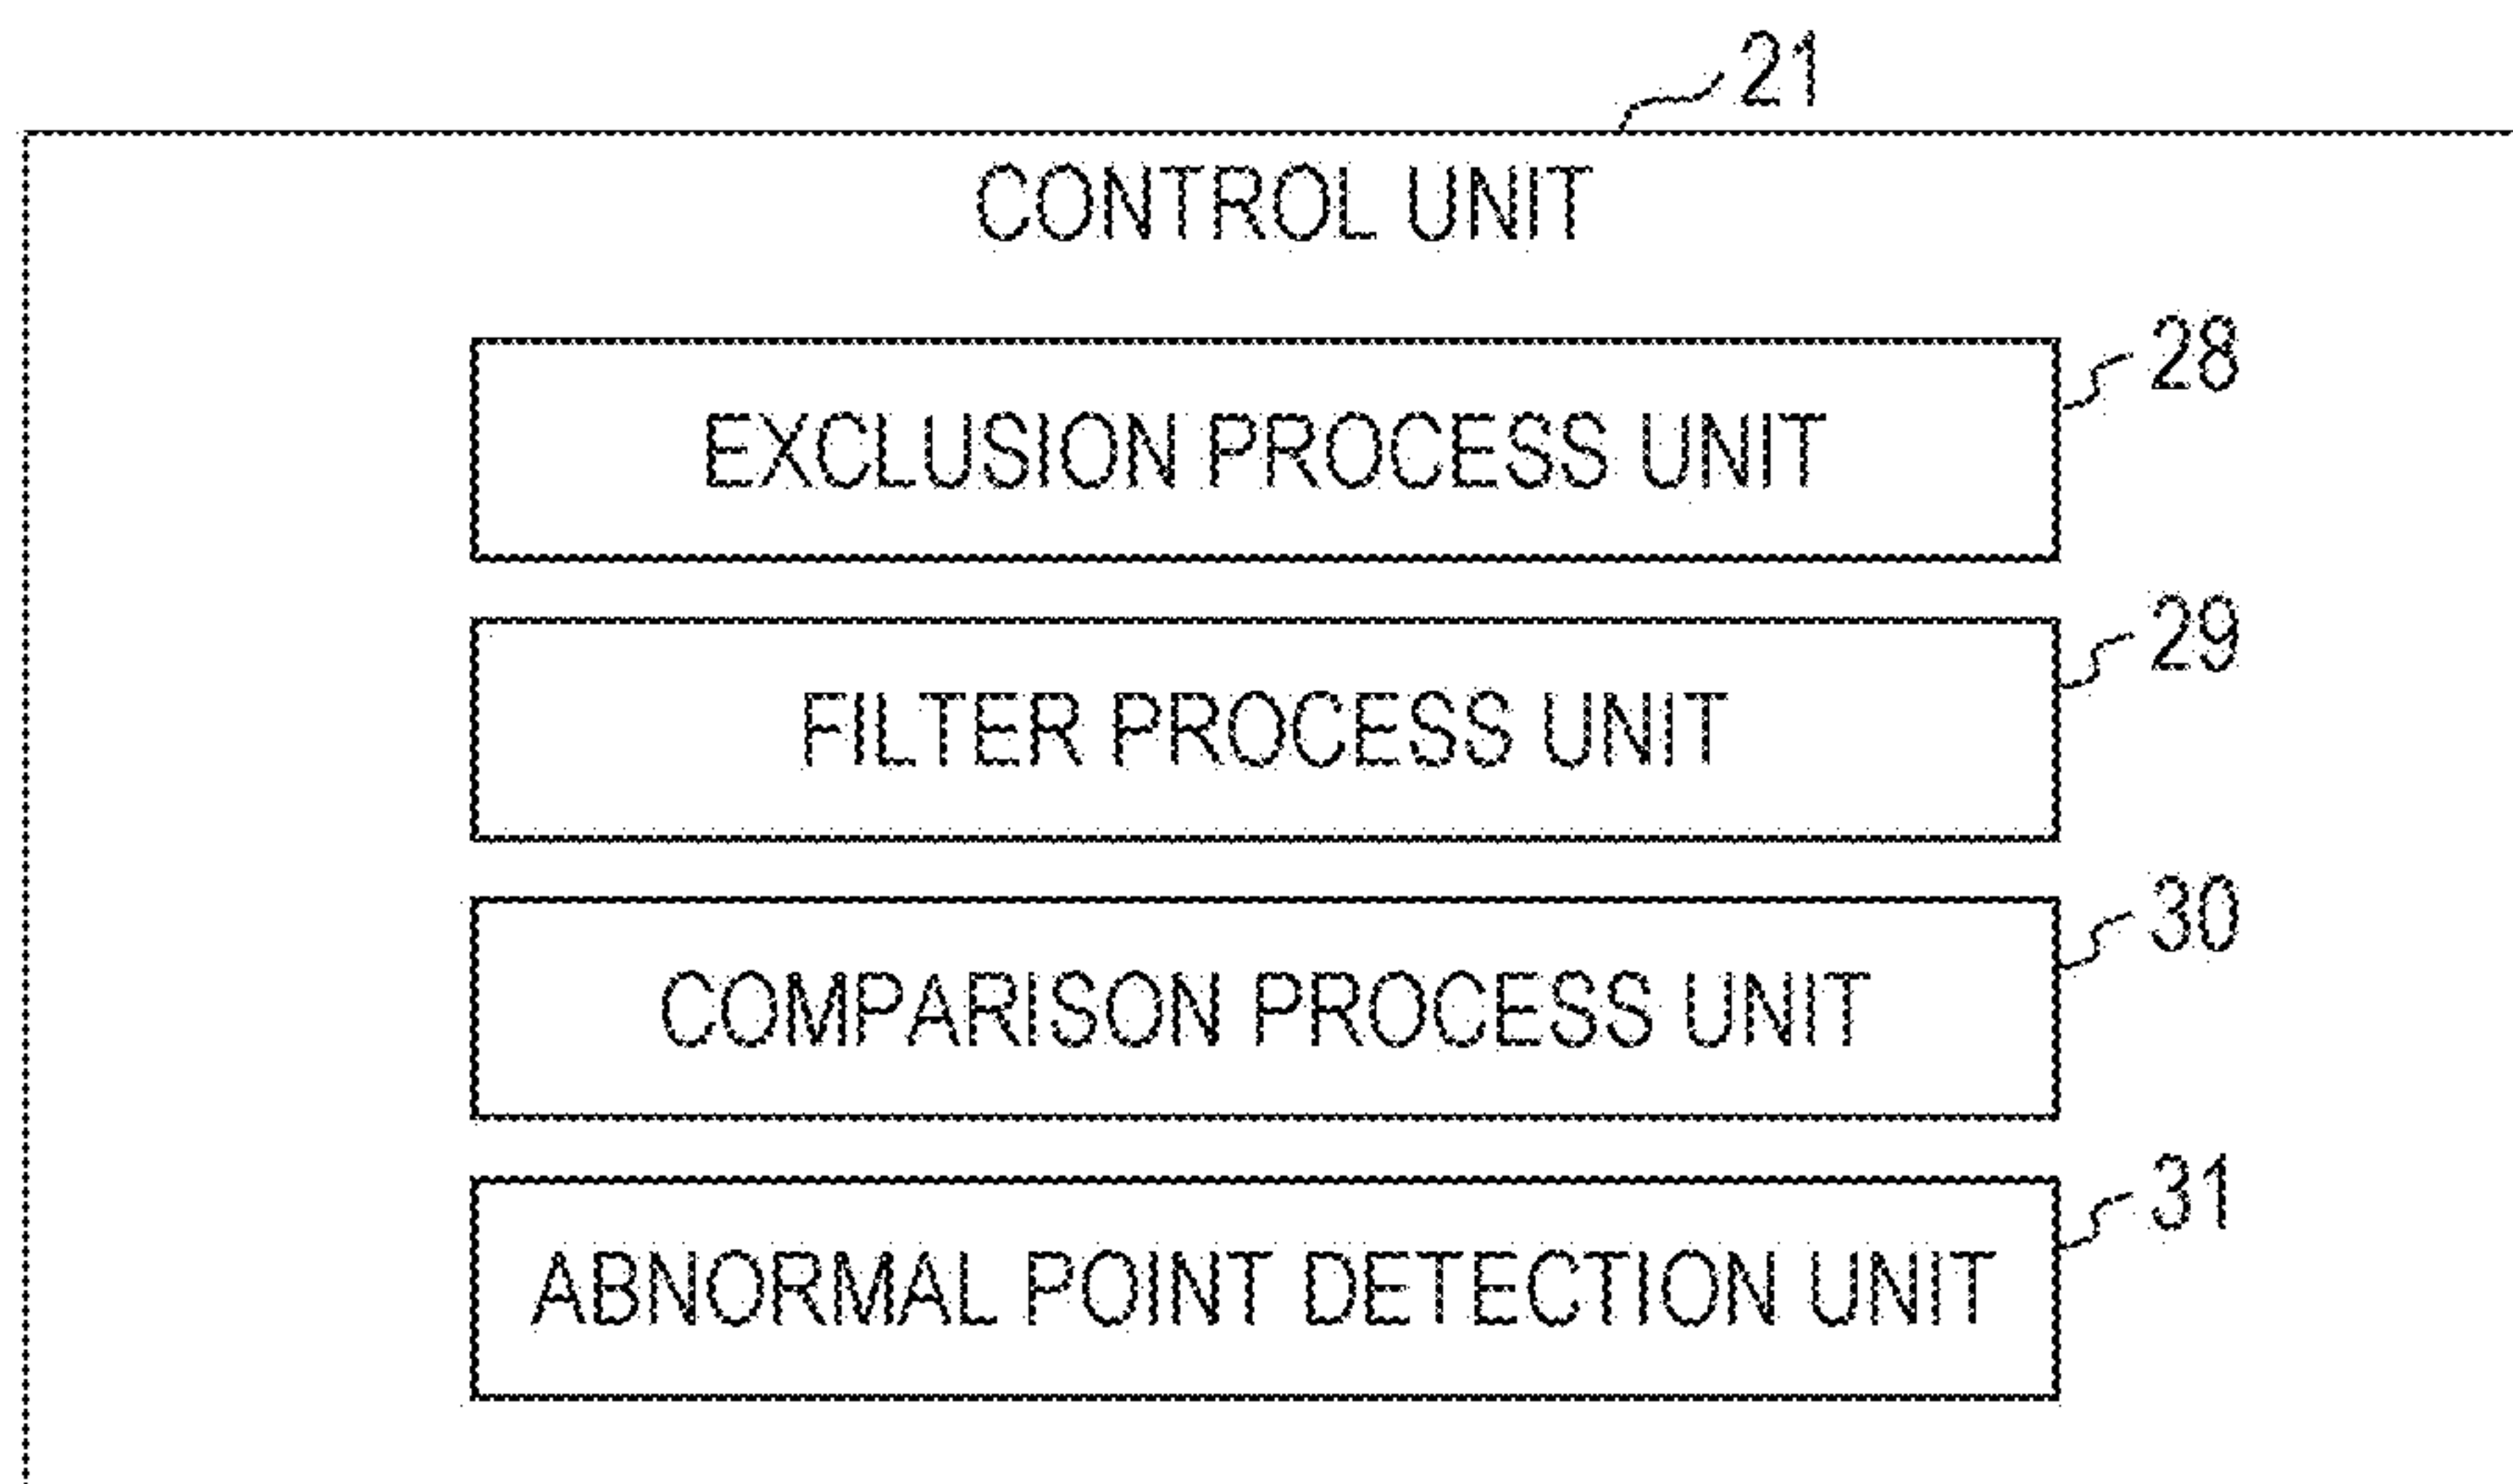 21
CONTROL UNIT
28
EXCLUSION PROCESS UNIT
29
FILTER PROCESS UNIT
30
COMPARISON PROCESS UNIT
31
ABNORMAL POINT DETECTION UNIT